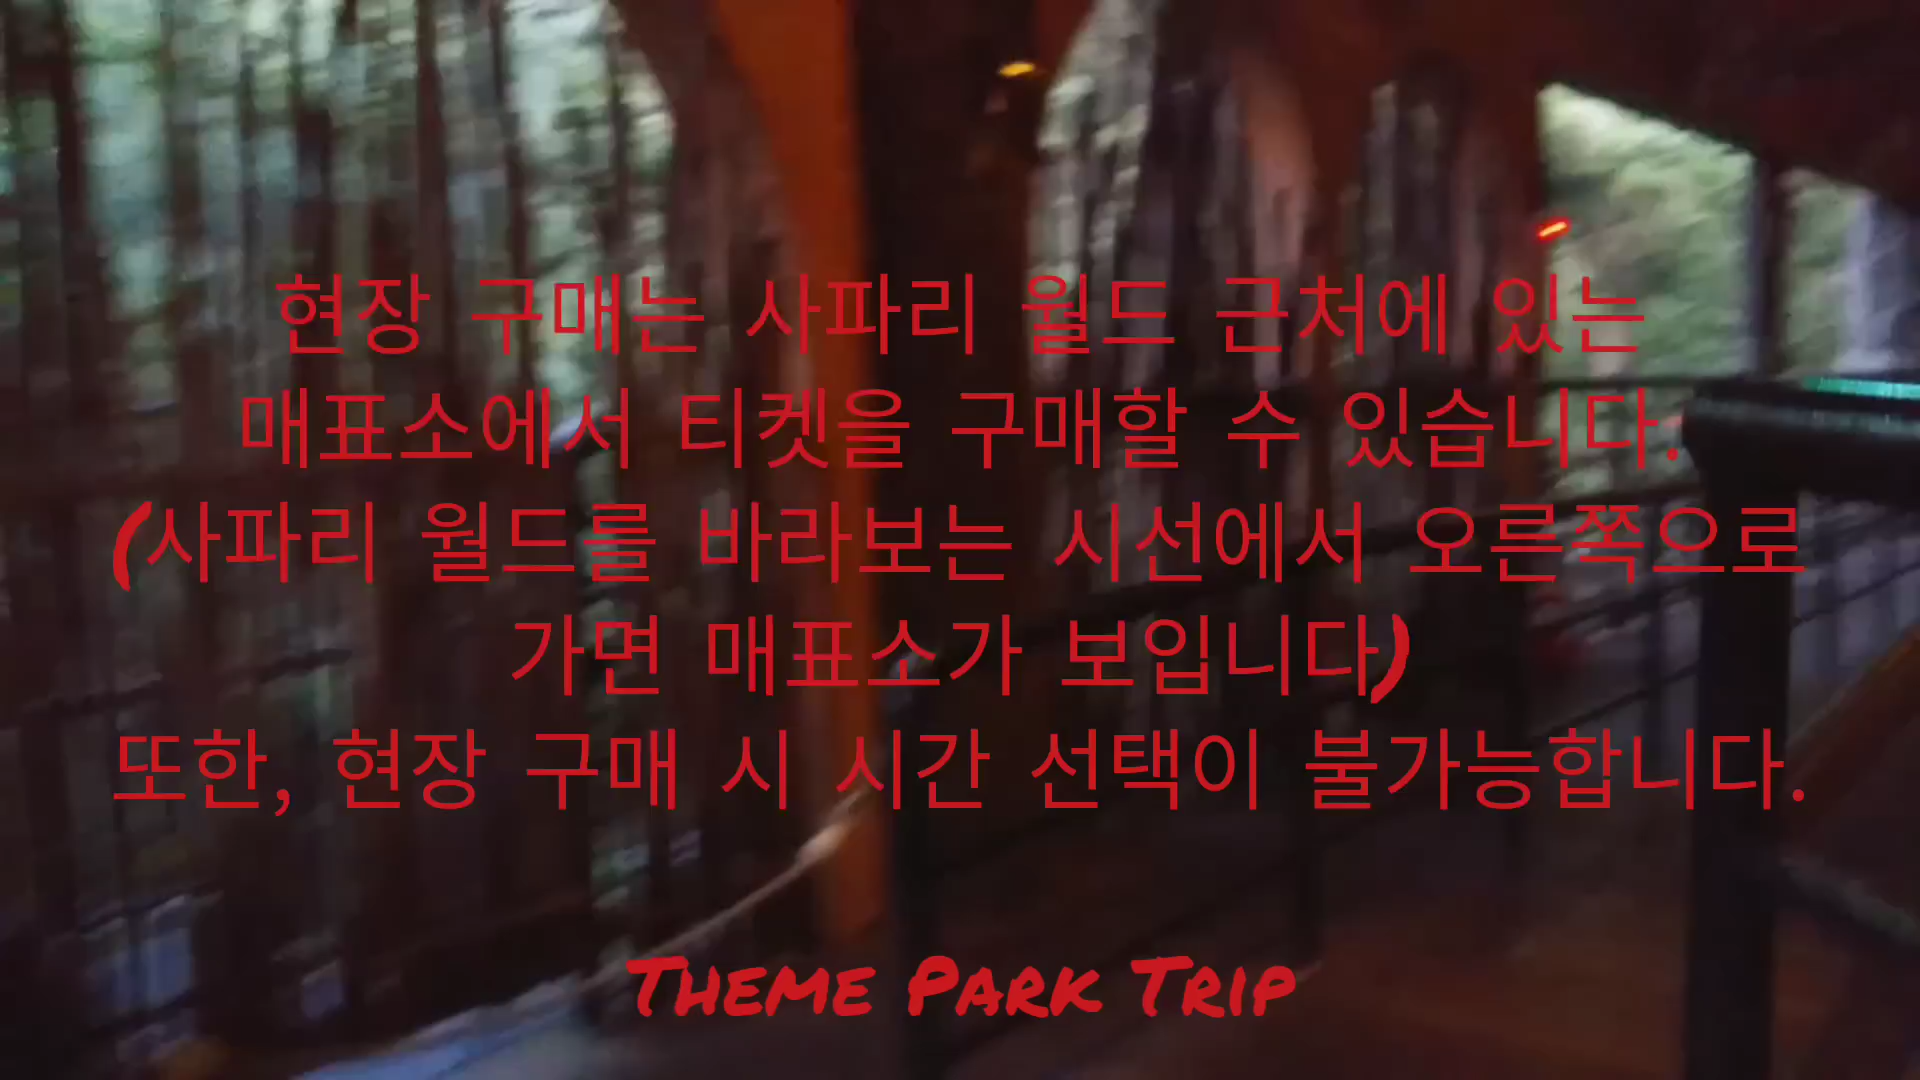 현장 구매는 사파리 월드 근처에 있는
매표소에서 티켓을 구매할 수 있습니다.
(사파리 월드를 바라보는 시선에서 오른쪽으로
가면 매표소가 보입니다)
또한, 현장 구매 시 시간 선택이 불가능합니다.
Theme Park Trip